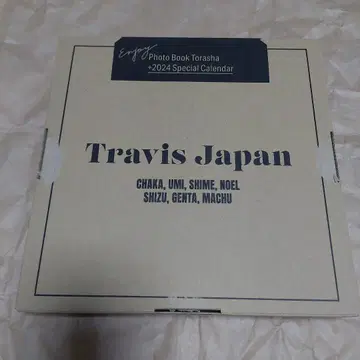 Enjoy
Photo Book Torasha
+2024 Special Calendar
Travis Japan
CHAKA, UMI, SHIME, NOEL
SHIZU, GENTA, MACHU